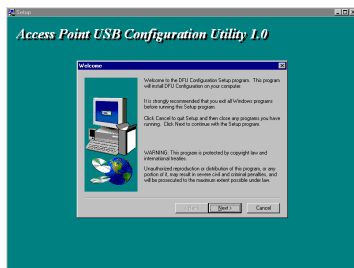 Setup
Access Point USB Configuration Utility 1.0
Welcome
Welcome to the DFU Configuration Setup program. This program
will install DFU Configuration on your computer.
It is strongly recommended that you exit all Windows programs
before running this Setup program.
Click Cancel to quit Setup and then close any programs you have
running. Click Next to continue with the Setup program.
WARNING: This program is protected by copyright law and
international treaties.
Unauthorized reproduction or distribution of this program, or any
portion of it, may result in severe civil and criminal penalties, and
will be prosecuted to the maximum extent possible under law.
< Back
Next >
Cancel